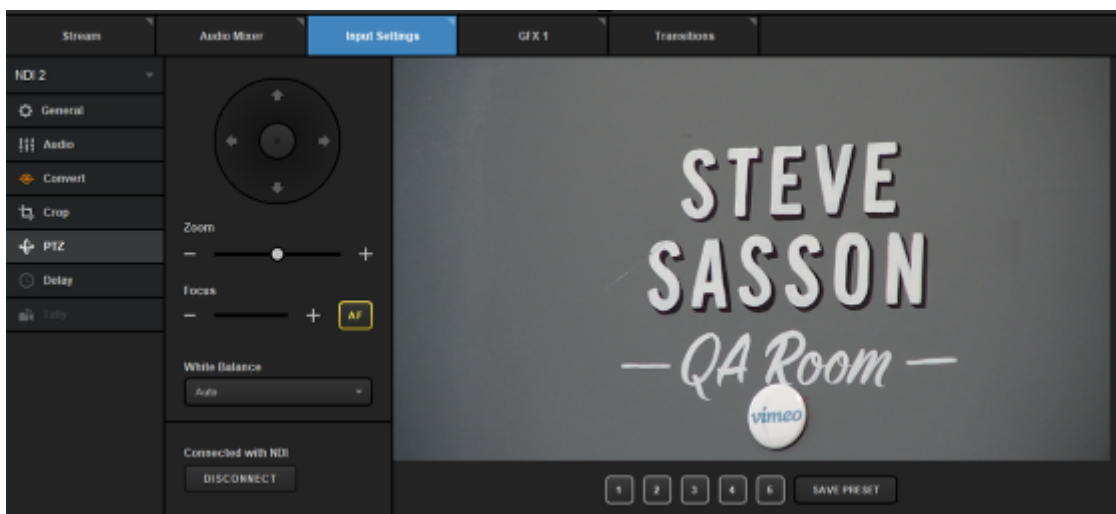 Stream
Audio Mixer
Input Settings
GFX 1
Transitions
NDI 2
General
Audio
Convert
Crop
PTZ
Delay
Tally
Zoom
Focus
AF
White Balance
Auto
Connected with NDI
DISCONNECT
STEVE
SASSON
— QA Room —
vimeo
1 2 3 4 5 SAVE PRESET